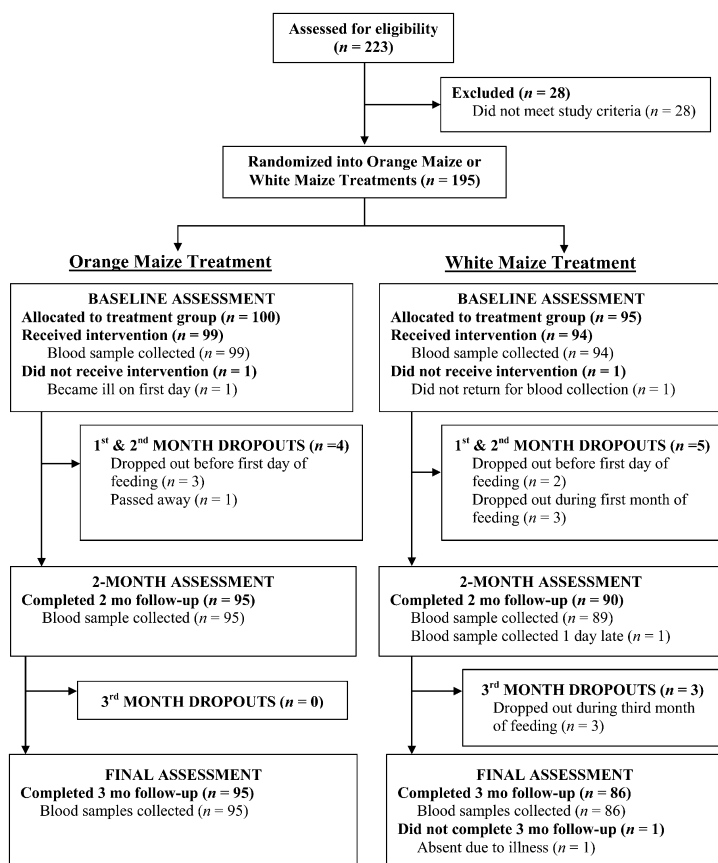 Assessed for eligibility
(n = 223)
Excluded (n = 28)
Did not meet study criteria (n = 28)
Randomized into Orange Maize or
White Maize Treatments (n = 195)
Orange Maize Treatment
BASELINE ASSESSMENT
Allocated to treatment group (n = 100)
Received intervention (n = 99)
Blood sample collected (n = 99)
Did not receive intervention (n = 1)
Became ill on first day (n = 1)
1st & 2nd MONTH DROPOUTS (n =4)
Dropped out before first day of
feeding (n = 3)
Passed away (n = 1)
2-MONTH ASSESSMENT
Completed 2 mo follow-up (n = 95)
Blood sample collected (n = 95)
3rd MONTH DROPOUTS (n = 0)
FINAL ASSESSMENT
Completed 3 mo follow-up (n = 95)
Blood samples collected (n = 95)
White Maize Treatment
BASELINE ASSESSMENT
Allocated to treatment group (n = 95)
Received intervention (n = 94)
Blood sample collected (n = 94)
Did not receive intervention (n = 1)
Did not return for blood collection (n = 1)
1st & 2nd MONTH DROPOUTS (n =5)
Dropped out before first day of
feeding (n = 2)
Dropped out during first month of
feeding (n = 3)
2-MONTH ASSESSMENT
Completed 2 mo follow-up (n = 90)
Blood sample collected (n = 89)
Blood sample collected 1 day late (n = 1)
3rd MONTH DROPOUTS (n = 3)
Dropped out during third month
of feeding (n = 3)
FINAL ASSESSMENT
Completed 3 mo follow-up (n = 86)
Blood samples collected (n = 86)
Did not complete 3 mo follow-up (n = 1)
Absent due to illness (n = 1)